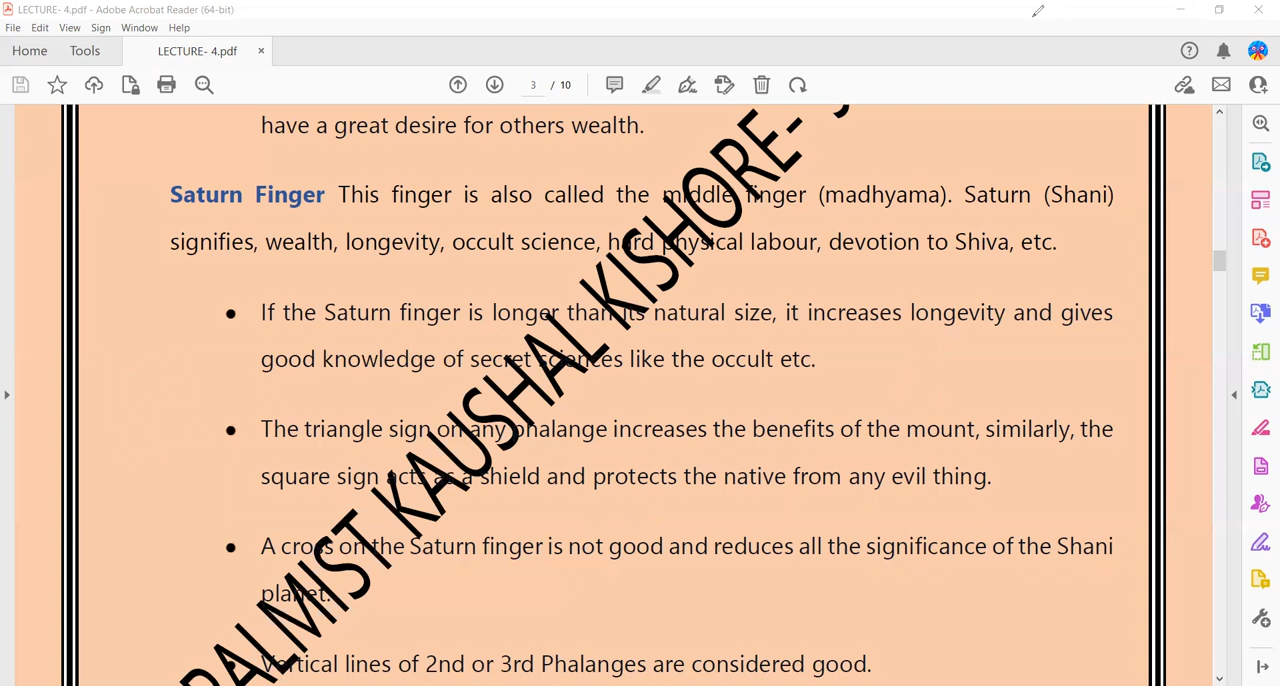 LECTURE- 4.pdf - Adobe Acrobat Reader (64-bit)
File Edit View Sign Window Help
Home Tools LECTURE- 4.pdf ×
3 / 10
have a great desire for others wealth.
Saturn Finger This finger is also called the middle finger (madhyama). Saturn (Shani)
signifies, wealth, longevity, occult science, hard physical labour, devotion to Shiva, etc.
• If the Saturn finger is longer than its natural size, it increases longevity and gives
good knowledge of secret sciences like the occult etc.
• The triangle sign on any phalange increases the benefits of the mount, similarly, the
square sign acts as a shield and protects the native from any evil thing.
• A cross on the Saturn finger is not good and reduces all the significance of the Shani
planet.
• Vertical lines of 2nd or 3rd Phalanges are considered good.
PALMIST KAUSHAL KISHORE-